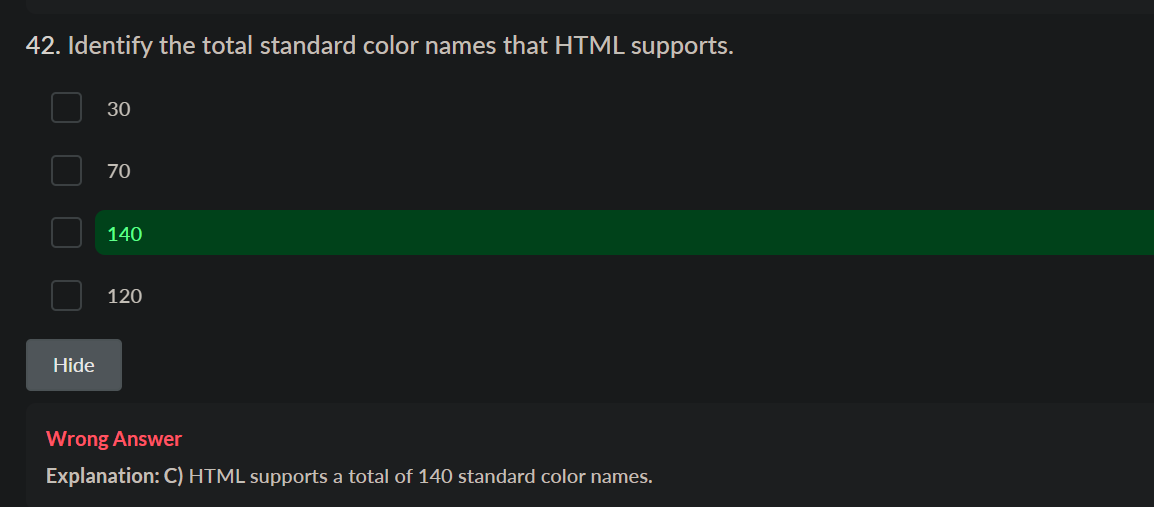 42. Identify the total standard color names that HTML supports.
30
70
140
120
Hide
Wrong Answer
Explanation: C) HTML supports a total of 140 standard color names.